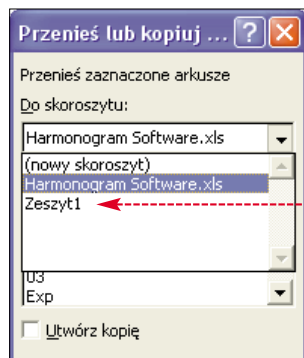 Przenieś lub kopiuj ...
Przenieś zaznaczone arkusze
Do skoroszytu:
Harmonogram Software.xls
(nowy skoroszyt)
Harmonogram Software.xls
Zeszyt1
03
Exp
Utwórz kopię